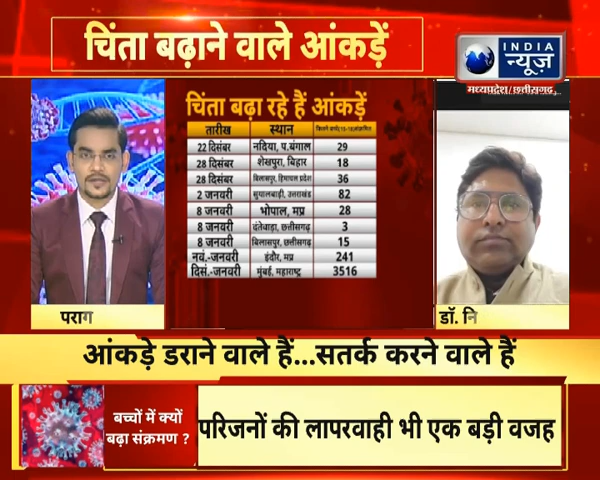 चिंता बढ़ाने वाले आंकड़ें
INDIA
न्यूज़
मध्यप्रदेश/छत्तीसगढ़
चिंता बढ़ा रहे हैं आंकड़ें
तारीख स्थान
22 दिसंबर नदिया, प.बंगाल 29
28 दिसंबर शेखपुरा, बिहार 18
28 दिसंबर बिलासपुर, हिमाचल प्रदेश 36
2 जनवरी सुयालबाड़ी, उत्तराखंड 82
8 जनवरी भोपाल, मप्र 28
8 जनवरी दंतेवाड़ा, छत्तीसगढ़ 3
8 जनवरी बिलासपुर, छत्तीसगढ़ 15
नवं.-जनवरी इंदौर, मप्र 241
दिसं.-जनवरी मुंबई, महाराष्ट्र 3516
पराग
डॉ. नि
आंकड़े डराने वाले हैं...सतर्क करने वाले हैं
बच्चों में क्यों
बढ़ा संक्रमण ?
परिजनों की लापरवाही भी एक बड़ी वजह